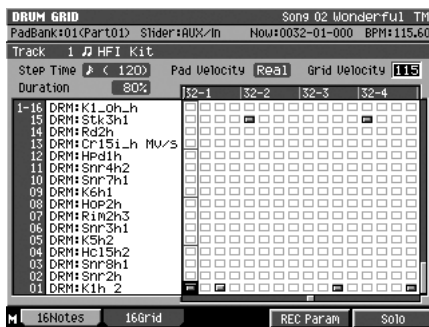 DRUM GRID Song 02 Wonderful TM
PadBank:01(Part01) Slider:AUX/In Now:0032-01-000 BPM:115.60
Track 1 HFI Kit
Step Time ( 120) Pad Velocity Real Grid Velocity 115
Duration 80%
32-1 32-2 32-3 32-4
1-16 DRM:K1_oh_h
15 DRM:Stk3h1
14 DRM:Rd2h
13 DRM:Cr15i_h MV/S
12 DRM:HPd1h
11 DRM:Snr4h2
10 DRM:Snr7h1
09 DRM:K6h1
08 DRM:HoP2h
07 DRM:Rim2h3
06 DRM:Snr3h1
05 DRM:K5h2
04 DRM:Hc15h2
03 DRM:Snr8h1
02 DRM:Snr2h
01 DRM:K1h 2
M 16Notes 16Grid REC Param Solo